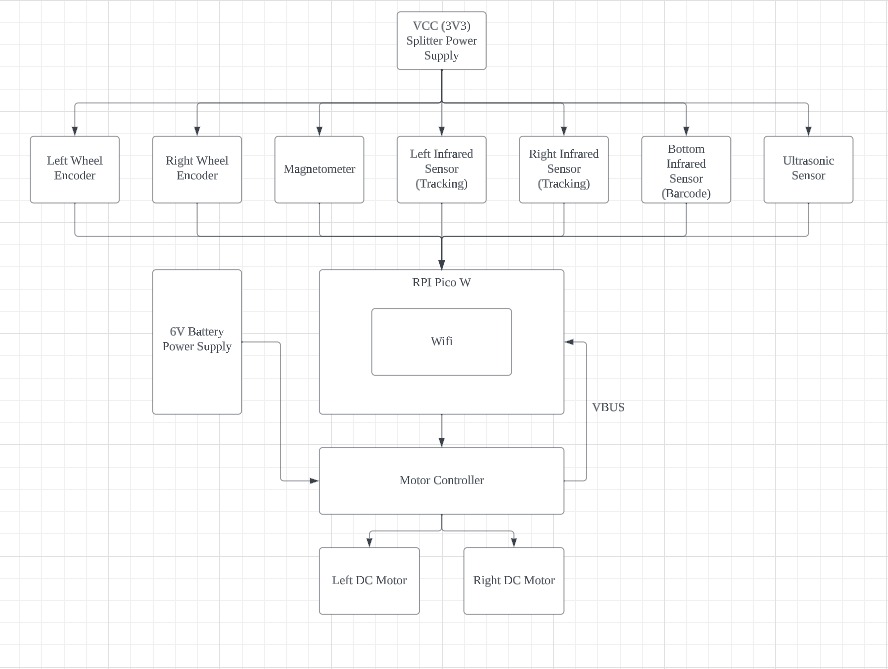 VCC (3V3)
Splitter Power
Supply
Left Wheel
Encoder
Right Wheel
Encoder
Magnetometer
Left Infrared
Sensor
(Tracking)
Right Infrared
Sensor
(Tracking)
Bottom
Infrared
Sensor
(Barcode)
Ultrasonic
Sensor
RPI Pico W
6V Battery
Power Supply
Wifi
VBUS
Motor Controller
Left DC Motor
Right DC Motor